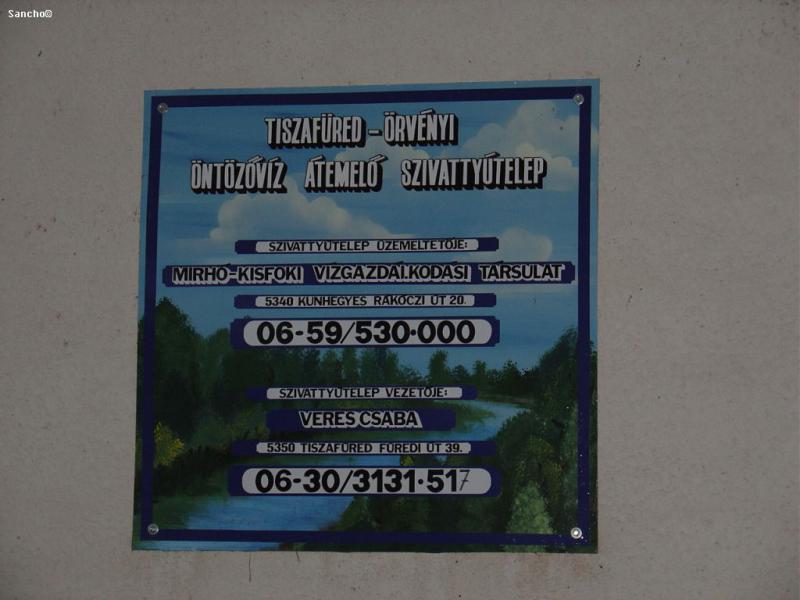 Sancho©
TISZAFÜRED - ÖRVÉNYI
ÖNTÖZŐVÍZ ÁTEMELŐ SZIVATTYÚTELEP
SZIVATTYÚTELEP ÜZEMELTETŐJE:
MIRHÓ-KISFOKI VÍZGAZDÁLKODÁSI TÁRSULAT
5340 KUNHEGYES RÁKÓCZI ÚT 20.
06-59/530·000
SZIVATTYÚTELEP VEZETŐJE:
VERES CSABA
5350 TISZAFÜRED FÜREDI ÚT 39.
06-30/3131·517